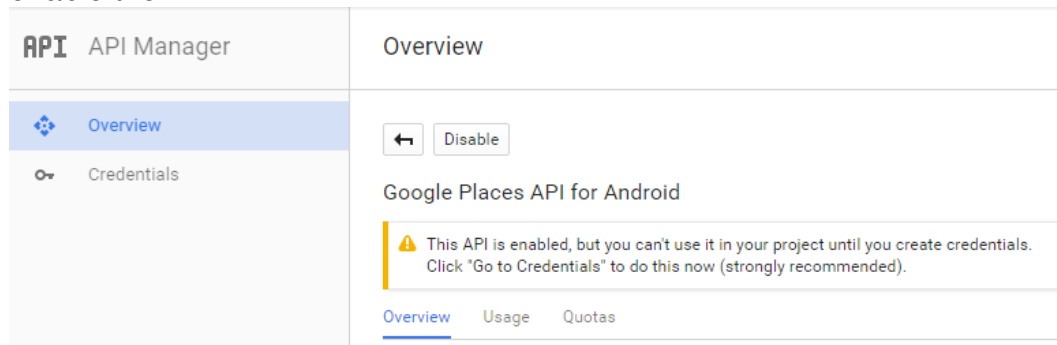 API API Manager
Overview
Overview
Credentials
Disable
Google Places API for Android
This API is enabled, but you can't use it in your project until you create credentials.
Click "Go to Credentials" to do this now (strongly recommended).
Overview Usage Quotas